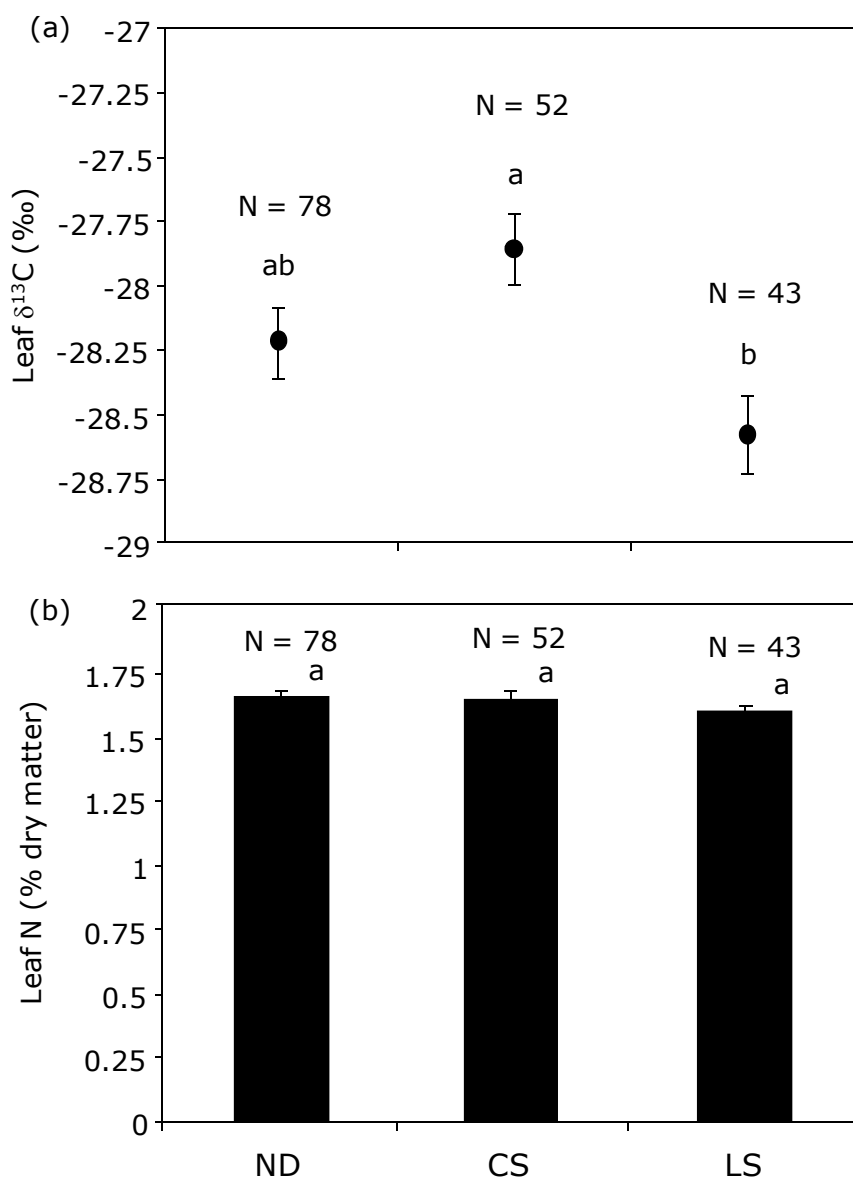 (a)
Leaf δ¹³C (‰)
-27
-27.25
-27.5
-27.75
-28
-28.25
-28.5
-28.75
-29
N = 78
ab
N = 52
a
N = 43
b
(b)
Leaf N (% dry matter)
2
1.75
1.5
1.25
1
0.75
0.5
0.25
0
N = 78
a
N = 52
a
N = 43
a
ND
CS
LS